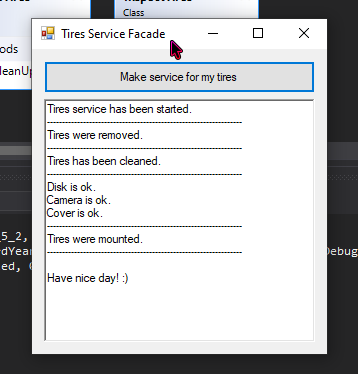 Class
Tires Service Facade
ods
leanUp
Make service for my tires
Tires service has been started.
------------------------------------------------------------
Tires were removed.
------------------------------------------------------------
Tires has been cleaned.
------------------------------------------------------------
Disk is ok.
Camera is ok.
Cover is ok.
------------------------------------------------------------
Tires were mounted.
------------------------------------------------------------
Have nice day! :)
_5_2,
rdYea
Debug
ed,